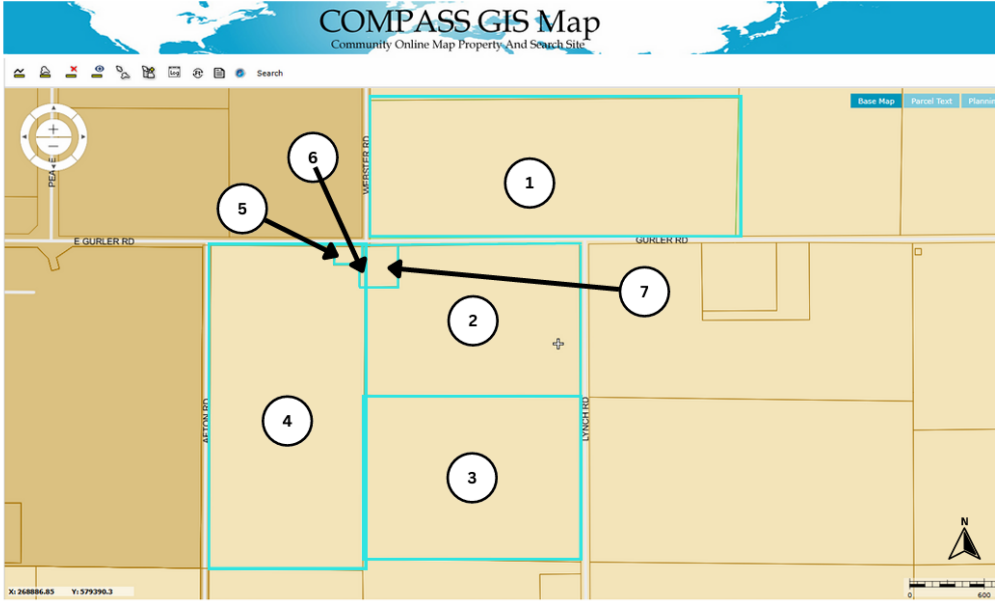 COMPASS GIS Map
Community Online Map Property And Search Site
Log
Search
Base Map
Parcel Text
Plannin
PEA E
WEBSTER RD
6
1
5
E GURLER RD
GURLER RD
7
2
AFTON RD
LYNCH RD
4
3
N
X: 268886.85 Y: 579390.3
0 600